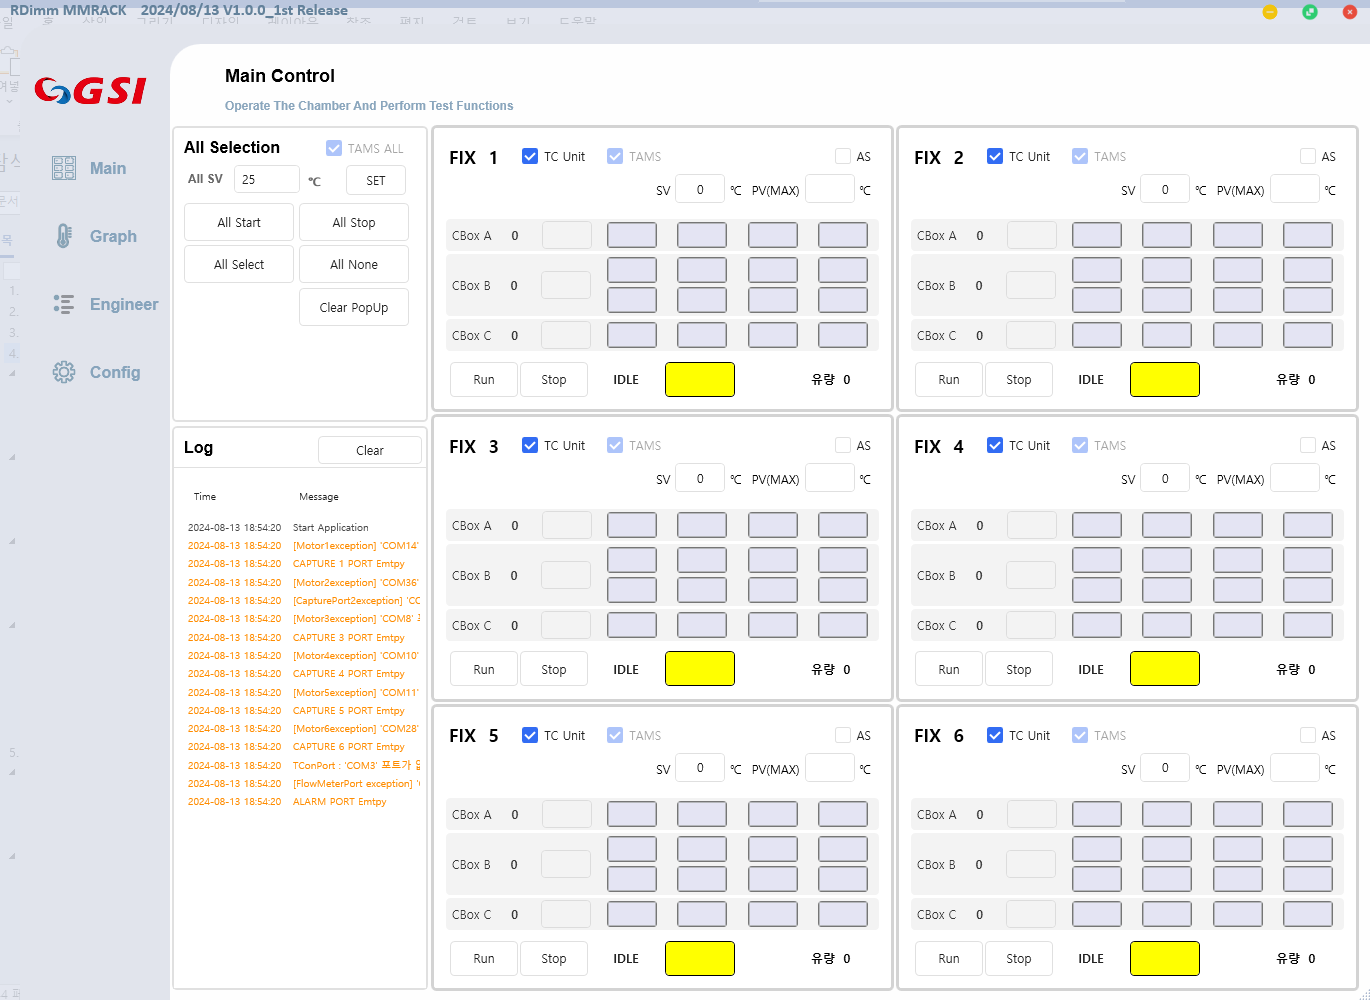 RDimm MMRACK 2024/08/13 V1.0.0_1st Release
GSI
Main
Graph
Engineer
Config
Main Control
Operate The Chamber And Perform Test Functions
All Selection
TAMS ALL
All SV 25 ℃ SET
All Start All Stop
All Select All None
Clear PopUp
Log Clear
Time Message
2024-08-13 18:54:20 Start Application
2024-08-13 18:54:20 [Motor1exception] 'COM14'
2024-08-13 18:54:20 CAPTURE 1 PORT Emtpy
2024-08-13 18:54:20 [Motor2exception] 'COM36'
2024-08-13 18:54:20 [CapturePort2exception] 'CO
2024-08-13 18:54:20 [Motor3exception] 'COM8'
2024-08-13 18:54:20 CAPTURE 3 PORT Emtpy
2024-08-13 18:54:20 [Motor4exception] 'COM10'
2024-08-13 18:54:20 CAPTURE 4 PORT Emtpy
2024-08-13 18:54:20 [Motor5exception] 'COM11'
2024-08-13 18:54:20 CAPTURE 5 PORT Emtpy
2024-08-13 18:54:20 [Motor6exception] 'COM28'
2024-08-13 18:54:20 CAPTURE 6 PORT Emtpy
2024-08-13 18:54:20 TConPort : 'COM3' 포트가
2024-08-13 18:54:20 [FlowMeterPort exception]
2024-08-13 18:54:20 ALARM PORT Emtpy
FIX 1 TC Unit TAMS AS
SV 0 ℃ PV(MAX) ℃
CBox A 0
CBox B 0
CBox C 0
Run Stop IDLE 유량 0
FIX 2 TC Unit TAMS AS
SV 0 ℃ PV(MAX) ℃
CBox A 0
CBox B 0
CBox C 0
Run Stop IDLE 유량 0
FIX 3 TC Unit TAMS AS
SV 0 ℃ PV(MAX) ℃
CBox A 0
CBox B 0
CBox C 0
Run Stop IDLE 유량 0
FIX 4 TC Unit TAMS AS
SV 0 ℃ PV(MAX) ℃
CBox A 0
CBox B 0
CBox C 0
Run Stop IDLE 유량 0
FIX 5 TC Unit TAMS AS
SV 0 ℃ PV(MAX) ℃
CBox A 0
CBox B 0
CBox C 0
Run Stop IDLE 유량 0
FIX 6 TC Unit TAMS AS
SV 0 ℃ PV(MAX) ℃
CBox A 0
CBox B 0
CBox C 0
Run Stop IDLE 유량 0